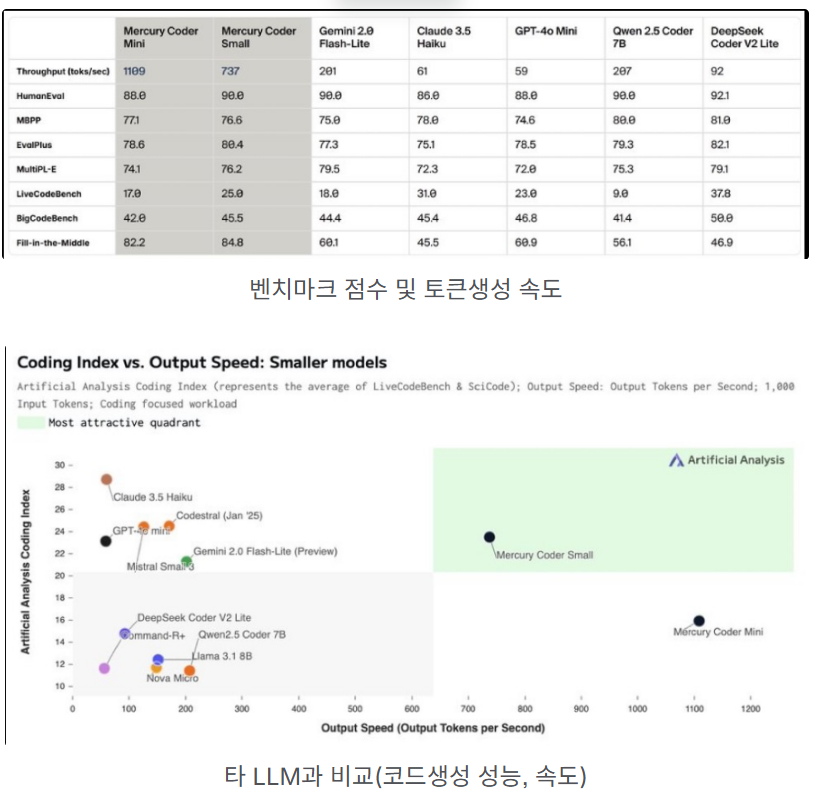 Mercury Coder Mini Mercury Coder Small Gemini 2.0 Flash-Lite Claude 3.5 Haiku GPT-4o Mini Qwen 2.5 Coder 7B DeepSeek Coder V2 Lite
Throughput (toks/sec) 1109 737 201 61 59 207 92
HumanEval 88.0 90.0 90.0 86.0 88.0 90.0 92.1
MBPP 77.1 76.6 75.0 78.0 74.6 80.0 81.0
EvalPlus 78.6 80.4 77.3 75.1 78.5 79.3 82.1
MultiPL-E 74.1 76.2 79.5 72.3 72.0 75.3 79.1
LiveCodeBench 17.0 25.0 18.0 31.0 23.0 9.0 37.8
BigCodeBench 42.0 45.5 44.4 45.4 46.8 41.4 50.0
Fill-in-the-Middle 82.2 84.8 60.1 45.5 60.9 56.1 46.9
벤치마크 점수 및 토큰생성 속도
Coding Index vs. Output Speed: Smaller models
Artificial Analysis Coding Index (represents the average of LiveCodeBench & SciCode); Output Speed: Output Tokens per Second; 1,000
Input Tokens; Coding focused workload
Most attractive quadrant
Artificial Analysis
Artificial Analysis Coding Index
30
28
26
24
22
20
18
16
14
12
10
Claude 3.5 Haiku
Codestral (Jan '25)
GPT-4o mini
Gemini 2.0 Flash-Lite (Preview)
Mistral Small 3
Mercury Coder Small
DeepSeek Coder V2 Lite
Command-R+
Qwen2.5 Coder 7B
Mercury Coder Mini
Llama 3.1 8B
Nova Micro
0 100 200 300 400 500 600 700 800 900 1000 1100 1200
Output Speed (Output Tokens per Second)
타 LLM과 비교(코드생성 성능, 속도)